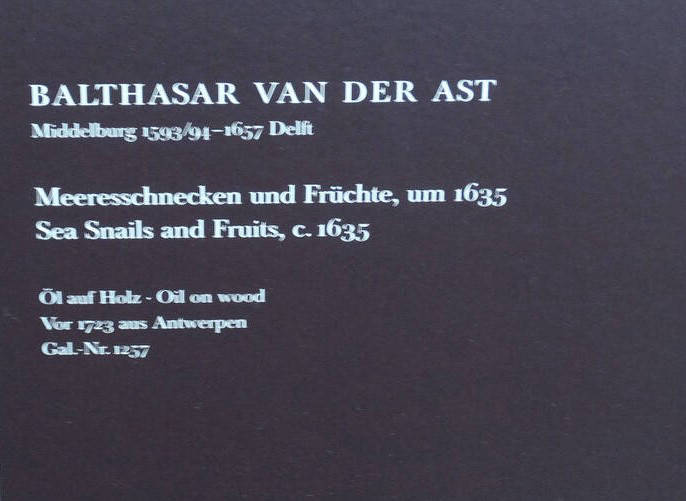 BALTHASAR VAN DER AST
Middelburg 1593/94–1657 Delft
Meeresschnecken und Früchte, um 1635
Sea Snails and Fruits, c. 1635
Öl auf Holz - Oil on wood
Vor 1723 aus Antwerpen
Gal.-Nr. 1257